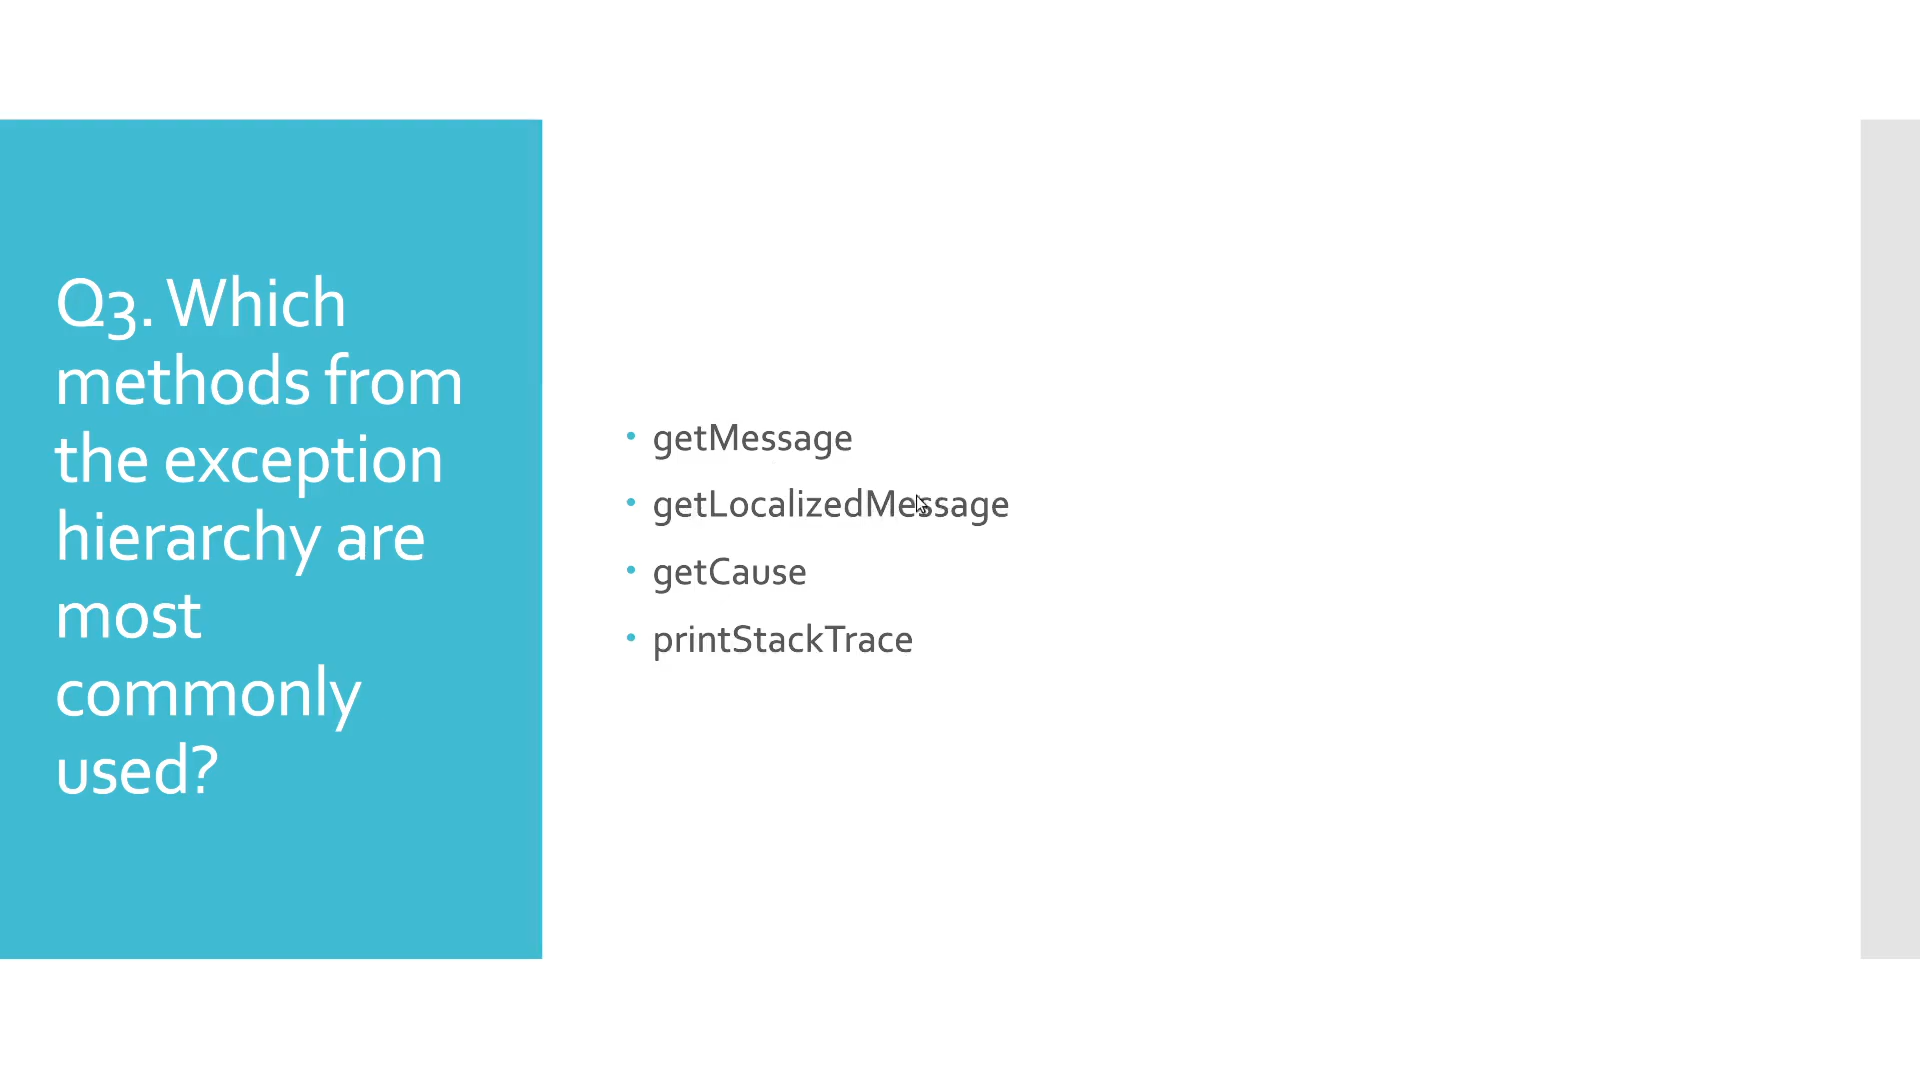 Q3. Which
methods from
the exception
hierarchy are
most
commonly
used?
• getMessage
• getLocalizedMessage
• getCause
• printStackTrace